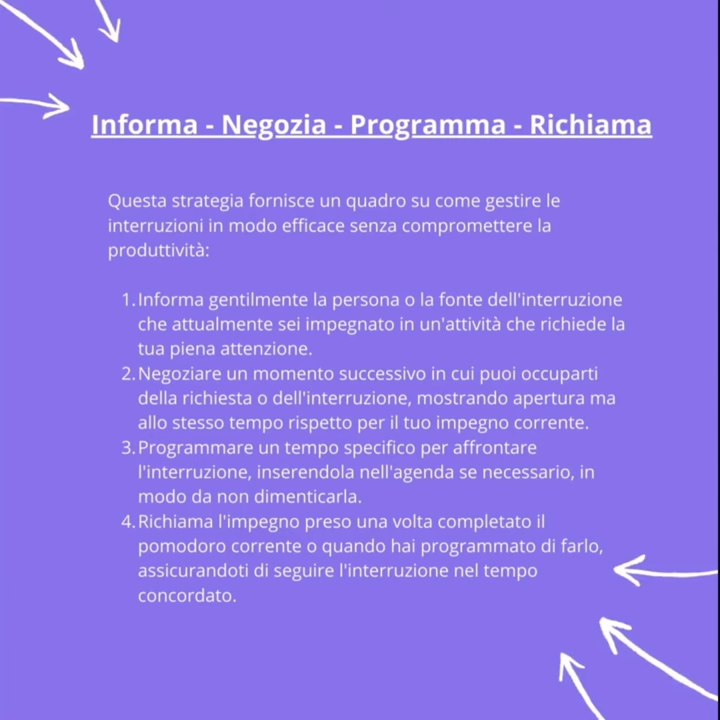 Informa - Negozia - Programma - Richiama
Questa strategia fornisce un quadro su come gestire le
interruzioni in modo efficace senza compromettere la
produttività:
1. Informa gentilmente la persona o la fonte dell'interruzione
che attualmente sei impegnato in un'attività che richiede la
tua piena attenzione.
2. Negoziare un momento successivo in cui puoi occuparti
della richiesta o dell'interruzione, mostrando apertura ma
allo stesso tempo rispetto per il tuo impegno corrente.
3. Programmare un tempo specifico per affrontare
l'interruzione, inserendola nell'agenda se necessario, in
modo da non dimenticarla.
4. Richiama l'impegno preso una volta completato il
pomodoro corrente o quando hai programmato di farlo,
assicurandoti di seguire l'interruzione nel tempo
concordato.